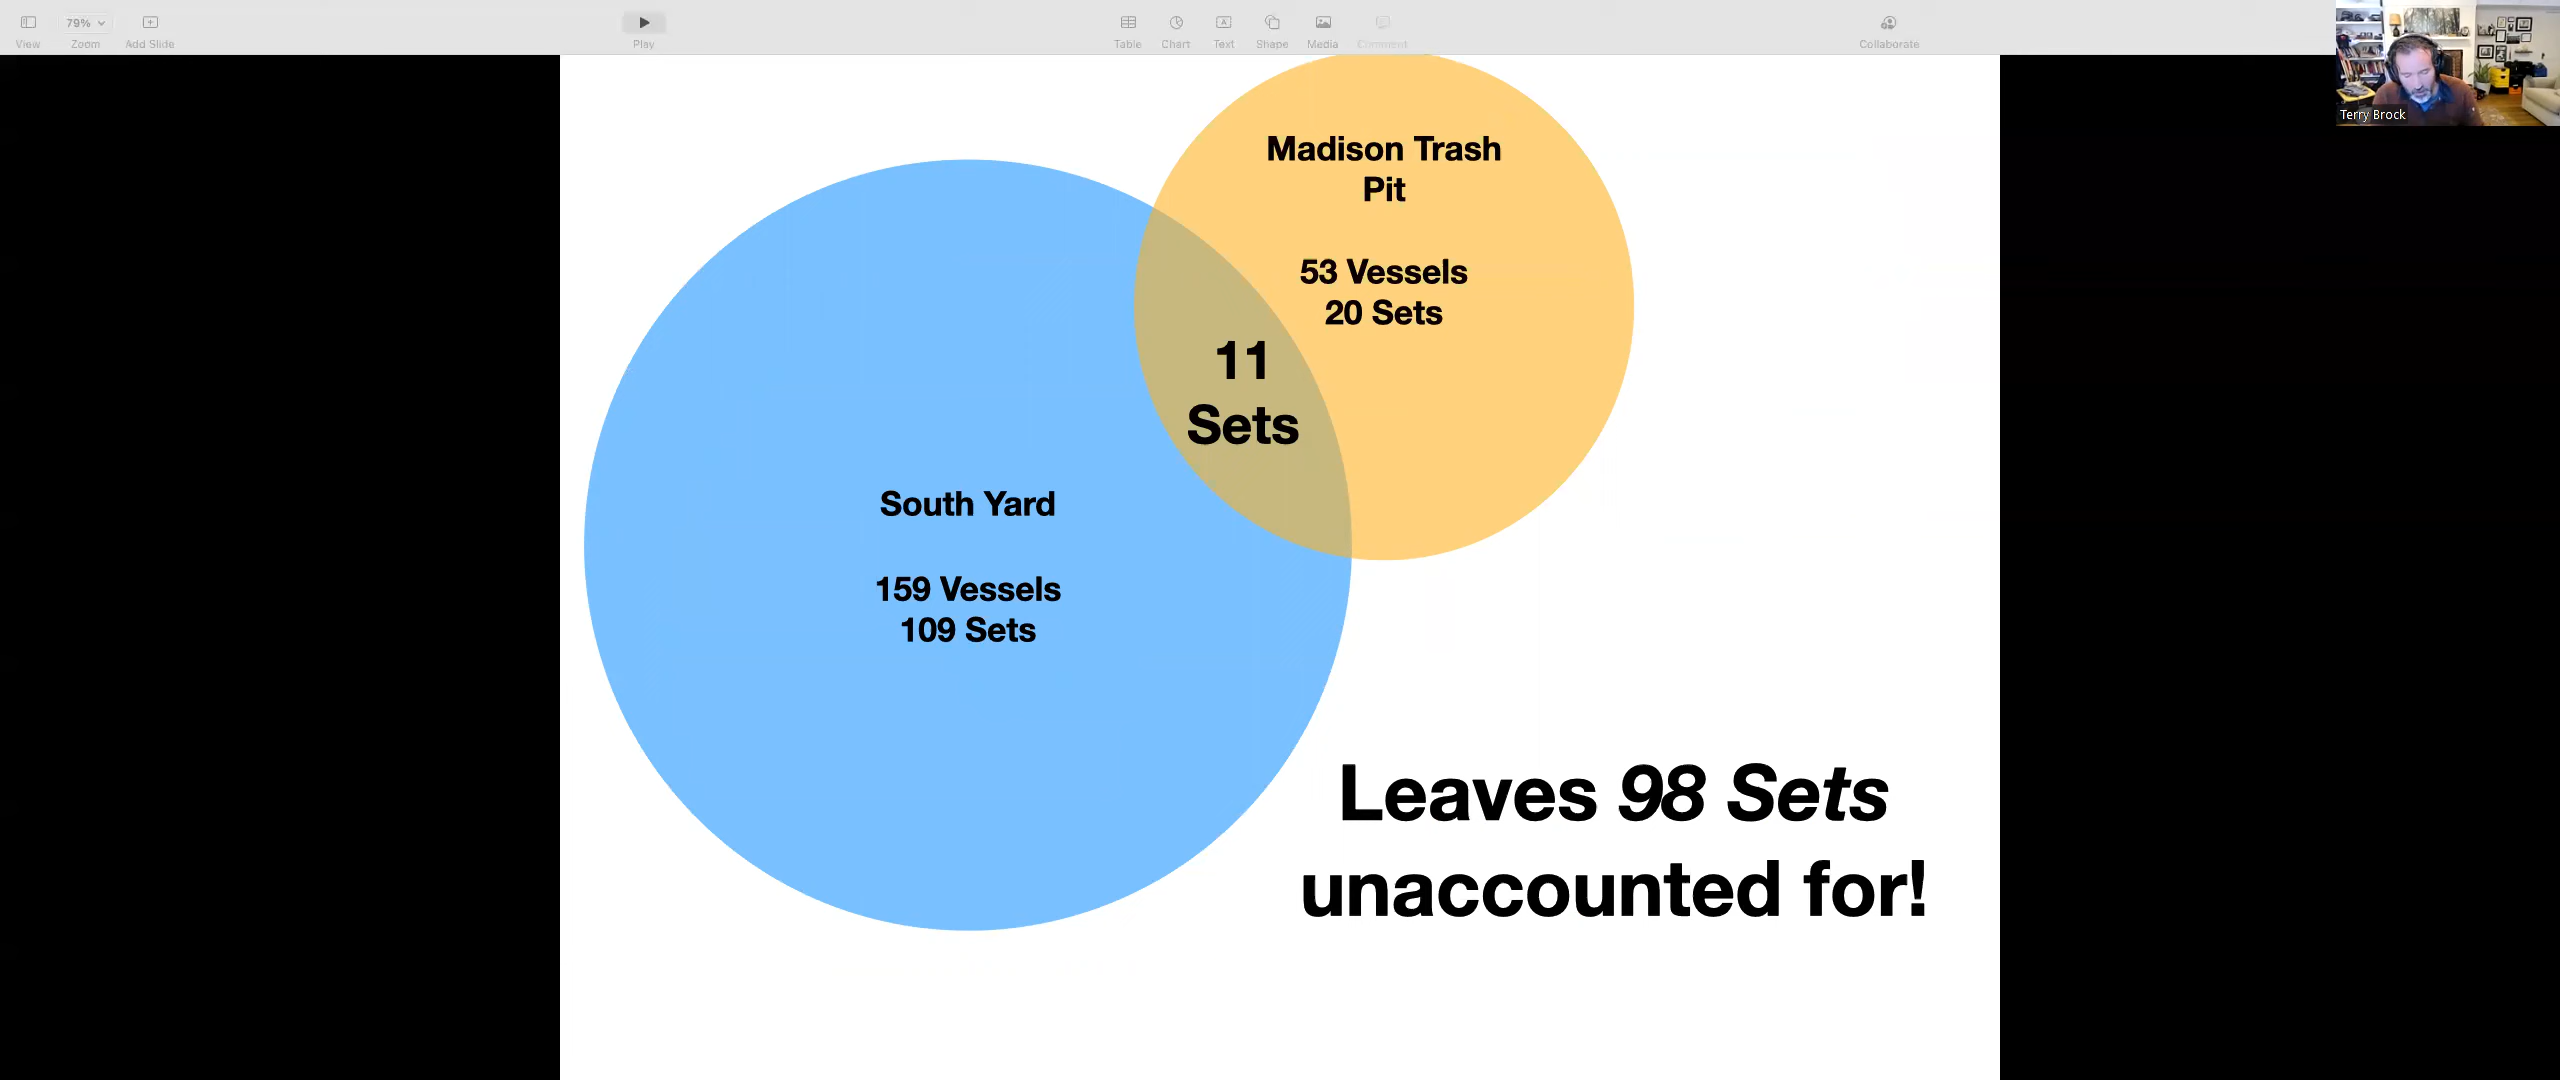 79%
View
Zoom
Add Slide
Play
Table
Chart
Text
Shape
Media
Comment
Collaborate
Terry Brock
Madison Trash
Pit
53 Vessels
20 Sets
11
Sets
South Yard
159 Vessels
109 Sets
Leaves 98 Sets
unaccounted for!